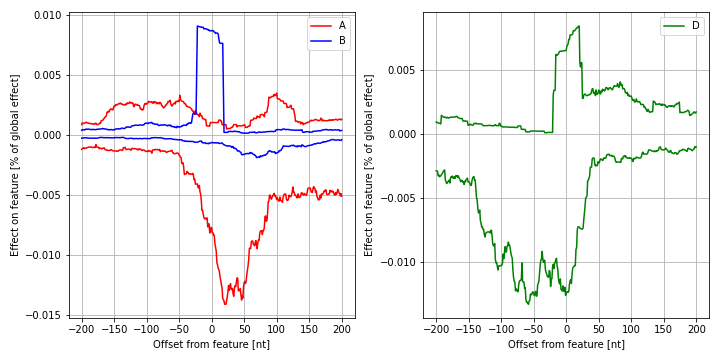 0.010
0.005
0.000
−0.005
−0.010
−0.015
Effect on feature [% of global effect]
−200 −150 −100 −50 0 50 100 150 200
Offset from feature [nt]
A
B
0.005
0.000
−0.005
−0.010
Effect on feature [% of global effect]
−200 −150 −100 −50 0 50 100 150 200
Offset from feature [nt]
D